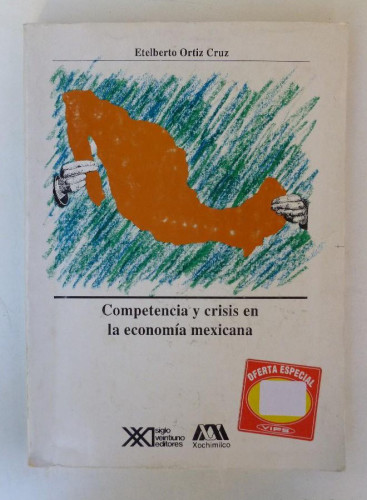 Etelberto Ortiz Cruz
Competencia y crisis en
la economía mexicana
siglo
veintiuno
editores
Xochimilco
OFERTA ESPECIAL
VIPS